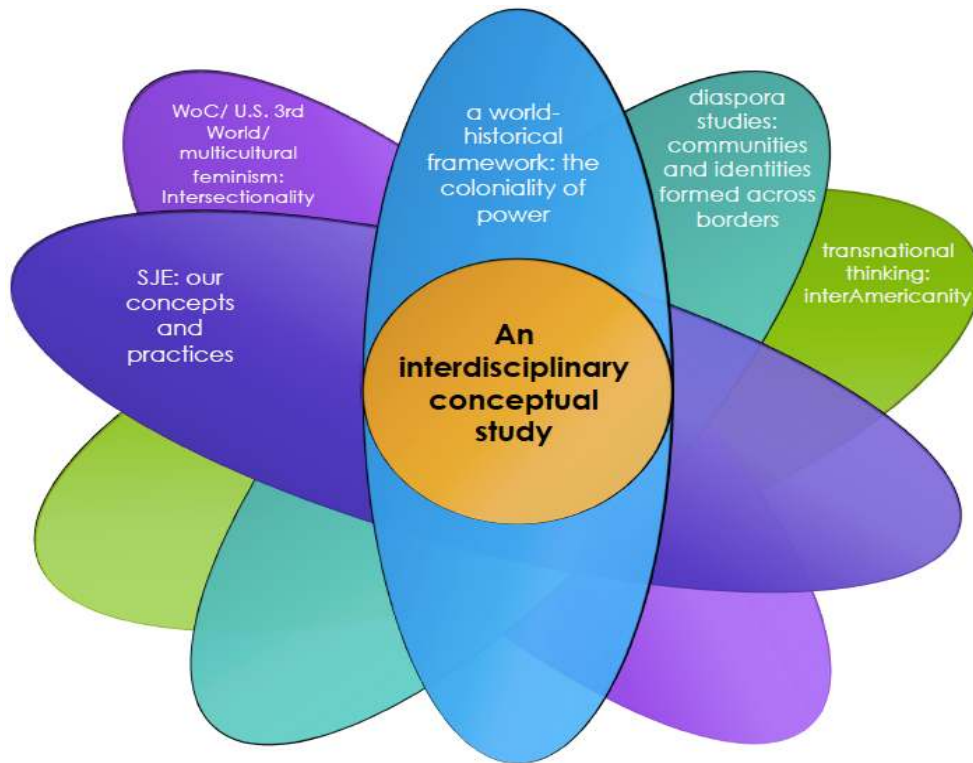 WoC/ U.S. 3rd
World/
multicultural
feminism:
Intersectionality
a world-
historical
framework: the
coloniality of
power
diaspora
studies:
communities
and identities
formed across
borders
transnational
thinking:
interAmericanity
SJE: our
concepts
and
practices
An
interdisciplinary
conceptual
study